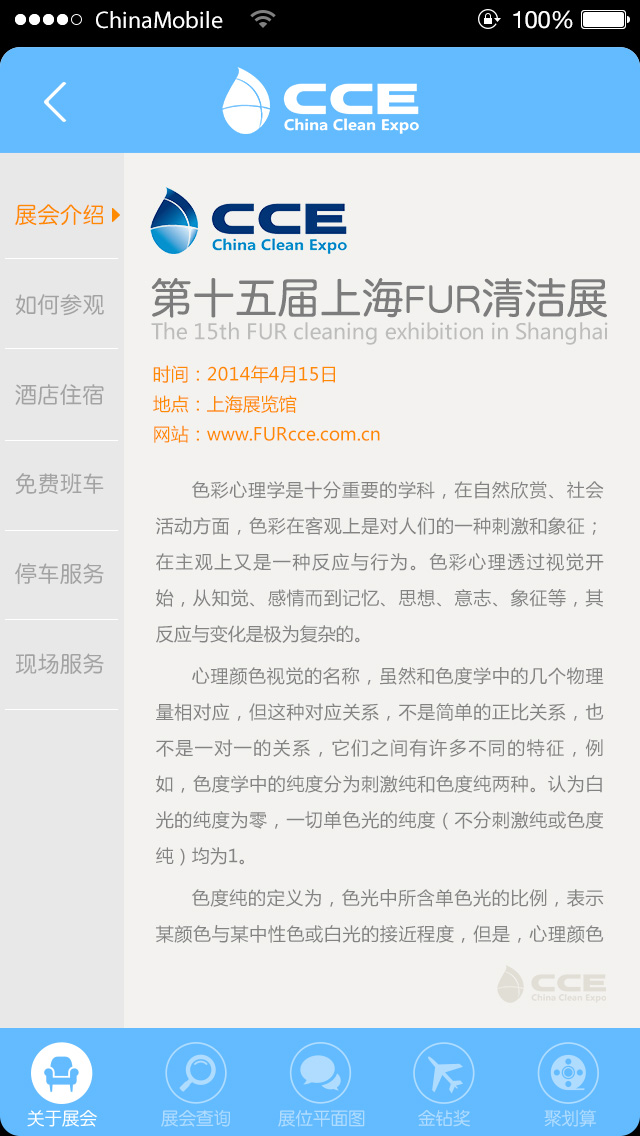 ChinaMobile
100%
CCE
China Clean Expo
展会介绍
如何参观
酒店住宿
免费班车
停车服务
现场服务
CCE
China Clean Expo
第十五届上海FUR清洁展
The 15th FUR cleaning exhibition in Shanghai
时间：2014年4月15日
地点：上海展览馆
网站：www.FURcce.com.cn
色彩心理学是十分重要的学科，在自然欣赏、社会
活动方面，色彩在客观上是对人们的一种刺激和象征；
在主观上又是一种反应与行为。色彩心理透过视觉开
始，从知觉、感情而到记忆、思想、意志、象征等，其
反应与变化是极为复杂的。
心理颜色视觉的名称，虽然和色度学中的几个物理
量相对应，但这种对应关系，不是简单的正比关系，也
不是一对一的关系，它们之间有许多不同的特征，例
如，色度学中的纯度分为刺激纯和色度纯两种。认为白
光的纯度为零，一切单色光的纯度（不分刺激纯或色度
纯）均为1。
色度纯的定义为，色光中所含单色光的比例，表示
某颜色与某中性色或白光的接近程度，但是，心理颜色
CCE
China Clean Expo
关于展会
展会查询
展位平面图
金钻奖
聚划算